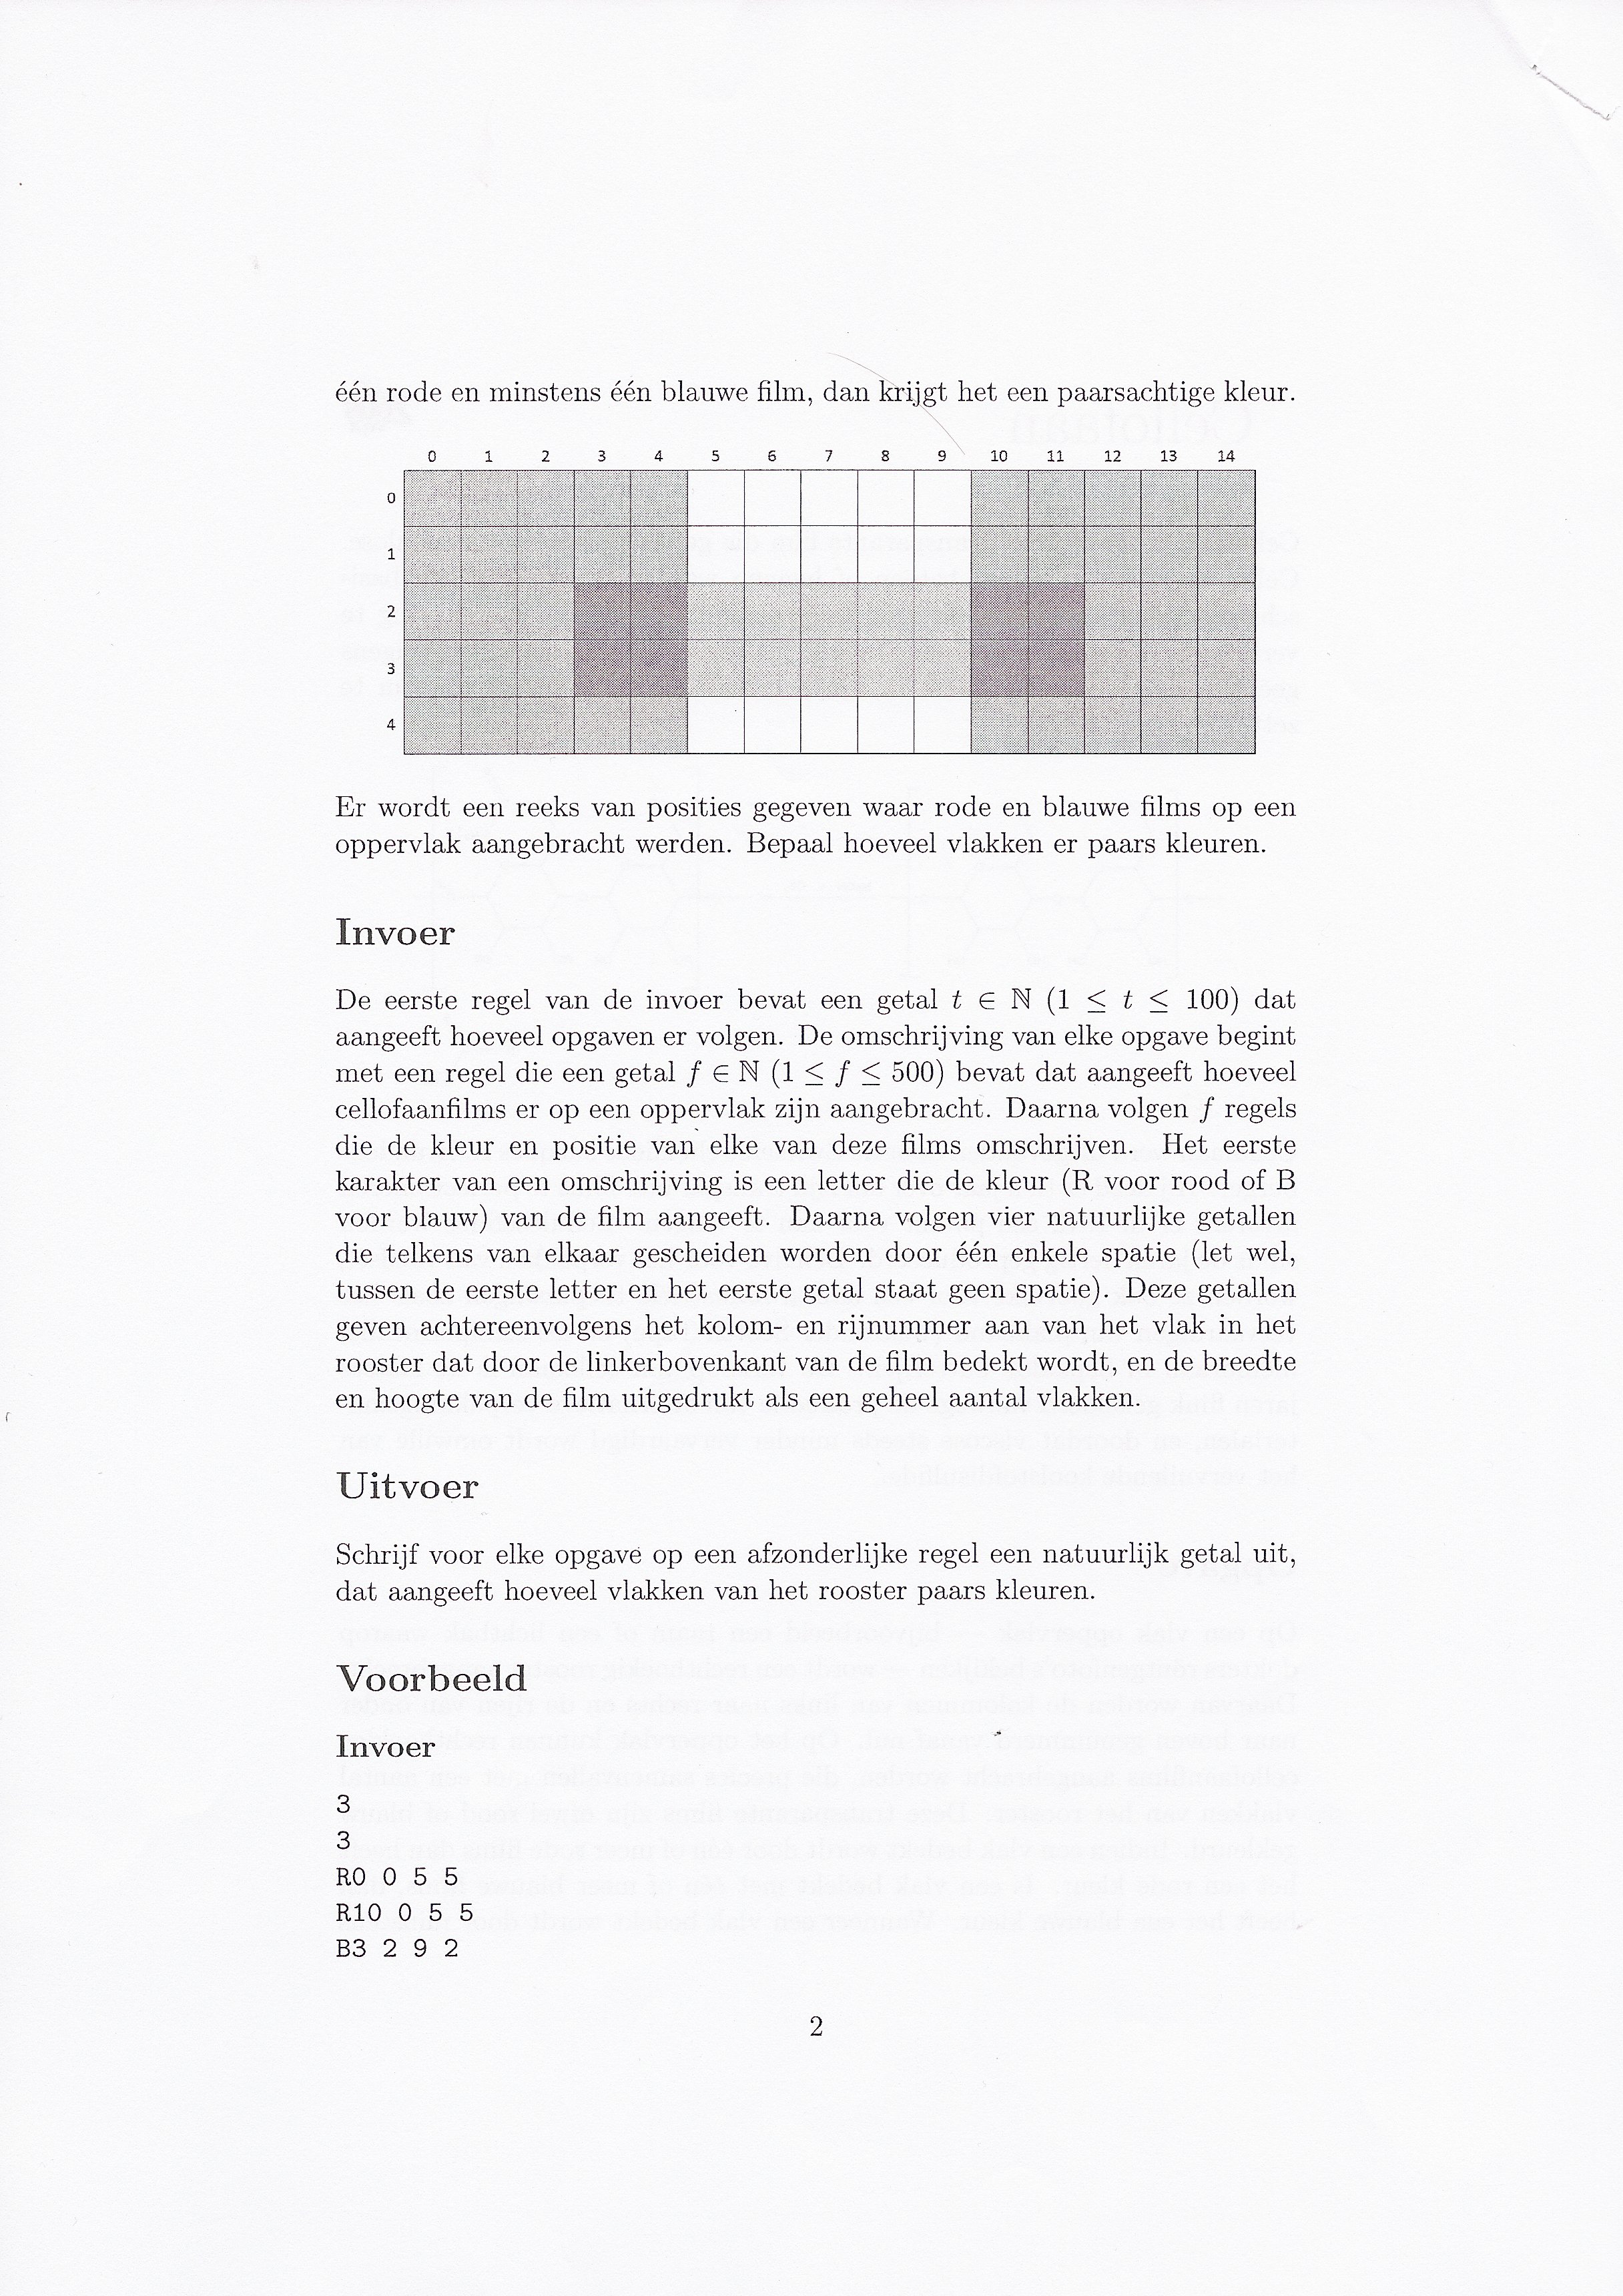 één rode en minstens één blauwe film, dan krijgt het een paarsachtige kleur.
0 1 2 3 4 5 6 7 8 9 10 11 12 13 14
0
1
2
3
4
Er wordt een reeks van posities gegeven waar rode en blauwe films op een
oppervlak aangebracht werden. Bepaal hoeveel vlakken er paars kleuren.
Invoer
De eerste regel van de invoer bevat een getal t ∈ ℕ (1 ≤ t ≤ 100) dat
aangeeft hoeveel opgaven er volgen. De omschrijving van elke opgave begint
met een regel die een getal f ∈ ℕ (1 ≤ f ≤ 500) bevat dat aangeeft hoeveel
cellofaanfilms er op een oppervlak zijn aangebracht. Daarna volgen f regels
die de kleur en positie van elke van deze films omschrijven. Het eerste
karakter van een omschrijving is een letter die de kleur (R voor rood of B
voor blauw) van de film aangeeft. Daarna volgen vier natuurlijke getallen
die telkens van elkaar gescheiden worden door één enkele spatie (let wel,
tussen de eerste letter en het eerste getal staat geen spatie). Deze getallen
geven achtereenvolgens het kolom- en rijnummer aan van het vlak in het
rooster dat door de linkerbovenkant van de film bedekt wordt, en de breedte
en hoogte van de film uitgedrukt als een geheel aantal vlakken.
Uitvoer
Schrijf voor elke opgave op een afzonderlijke regel een natuurlijk getal uit,
dat aangeeft hoeveel vlakken van het rooster paars kleuren.
Voorbeeld
Invoer
3
3
R0 0 5 5
R10 0 5 5
B3 2 9 2
2